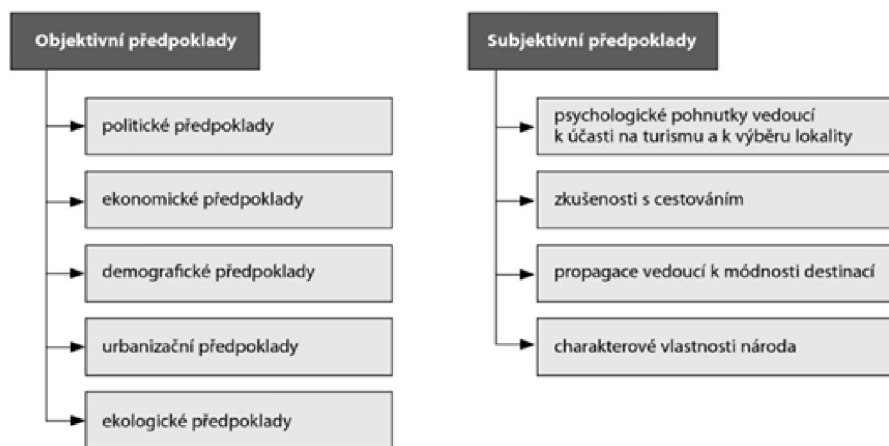 Objektivní předpoklady
politické předpoklady
ekonomické předpoklady
demografické předpoklady
urbanizační předpoklady
ekologické předpoklady
Subjektivní předpoklady
psychologické pohnutky vedoucí
k účasti na turismu a k výběru lokality
zkušenosti s cestováním
propagace vedoucí k módnosti destinací
charakterové vlastnosti národa